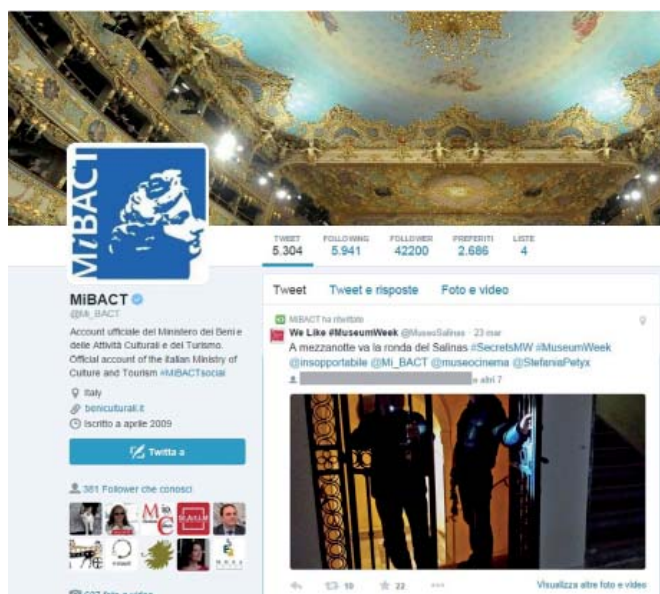 MiBACT
TWEET FOLLOWING FOLLOWER PREFERITI LISTE
5.304 5.941 42200 2.686 4
MiBACT
@Mi_BACT
Account ufficiale del Ministero dei Beni e
delle Attività Culturali e del Turismo.
Official account of the italian Ministry of
Culture and Tourism #MiBACTsocial
Italy
beniculturali.it
Iscritto a aprile 2009
Twitta a
381 Follower che conosci
foto e video
Tweet Tweet e risposte Foto e video
MiBACT ha ritwittato
We Like #MuseumWeek @MuseoSalinas · 23 mar
A mezzanotte va la ronda del Salinas #SecretsMW #MuseumWeek
@insopportabile @Mi_BACT @museocinema @StefaniaPetyx
e altri 7
10 22
Visualizza altre foto e video